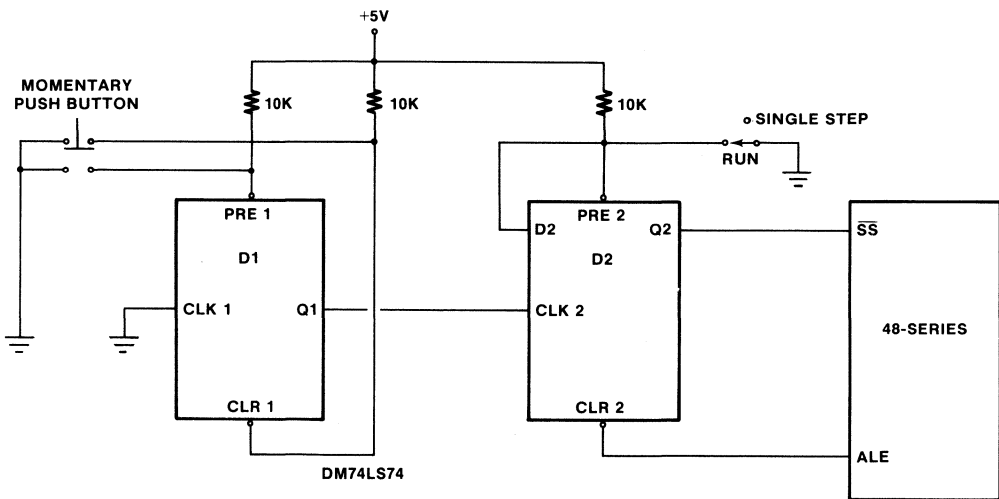 +5V
MOMENTARY
PUSH BUTTON
10K
10K
10K
SINGLE STEP
RUN
PRE 1
D1
CLK 1
Q1
CLR 1
DM74LS74
PRE 2
D2
Q2
D2
CLK 2
CLR 2
SS
48-SERIES
ALE